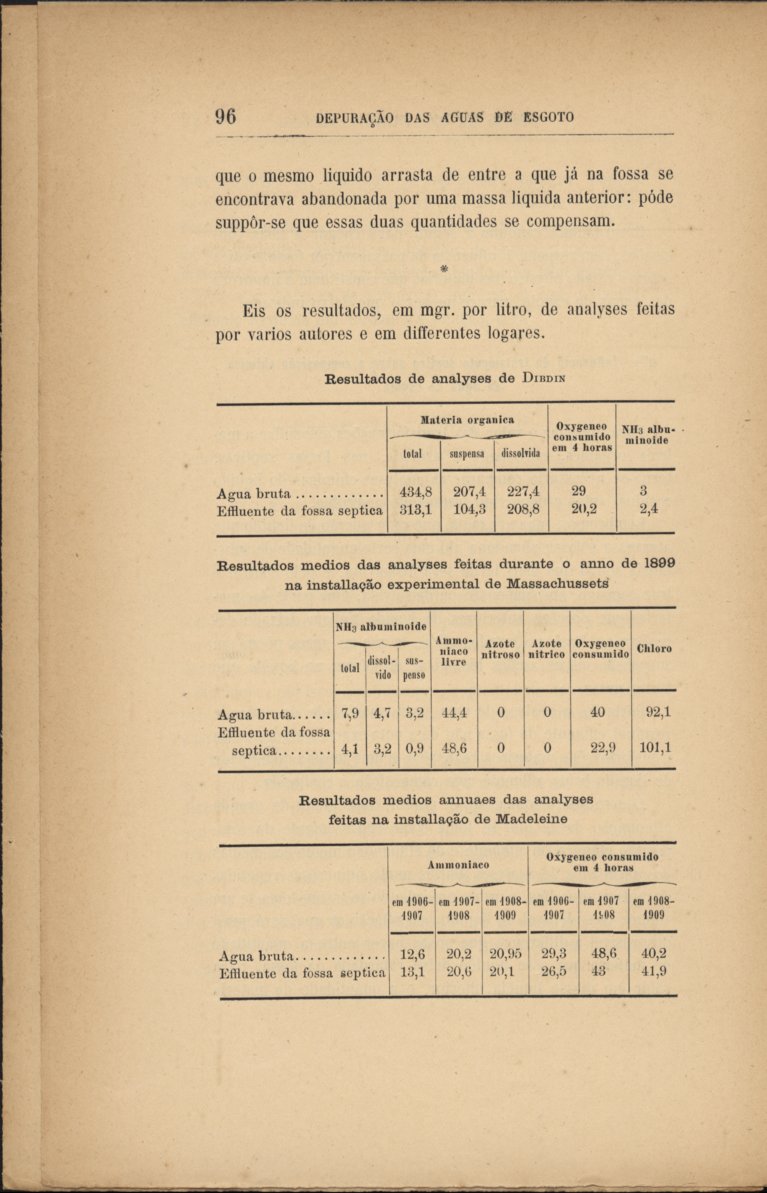 96 DEPURAÇÃO DAS AGUAS DE ESGOTO
que o mesmo liquido arrasta de entre a que já na fossa se
encontrava abandonada por uma massa liquida anterior: póde
suppôr-se que essas duas quantidades se compensam.
*
Eis os resultados, em mgr. por litro, de analyses feitas
por varios autores e em differentes logares.
Resultados de analyses de DIBDIN
Materia organica Oxygeneo consumido em 4 horas NH3 albu-minoide
total suspensa dissolvida
Agua bruta ............. 434,8 207,4 227,4 29 3
Effluente da fossa septica 313,1 104,3 208,8 20,2 2,4
Resultados medios das analyses feitas durante o anno de 1899
na installação experimental de Massachussets
NH3 albuminoide Ammo-niaco livre Azote nitroso Azote nitrico Oxygeneo consumido Chloro
total dissol-vido sus-penso
Agua bruta...... 7,9 4,7 3,2 44,4 0 0 40 92,1
Effluente da fossa
septica........ 4,1 3,2 0,9 48,6 0 0 22,9 101,1
Resultados medios annuaes das analyses
feitas na installação de Madeleine
Ammoniaco Oxygeneo consumido em 4 horas
em 1906-1907 em 1907-1908 em 1908-1909 em 1906-1907 em 1907 1908 em 1908-1909
Agua bruta............. 12,6 20,2 20,95 29,3 48,6 40,2
Effluente da fossa septica 13,1 20,6 20,1 26,5 43 41,9